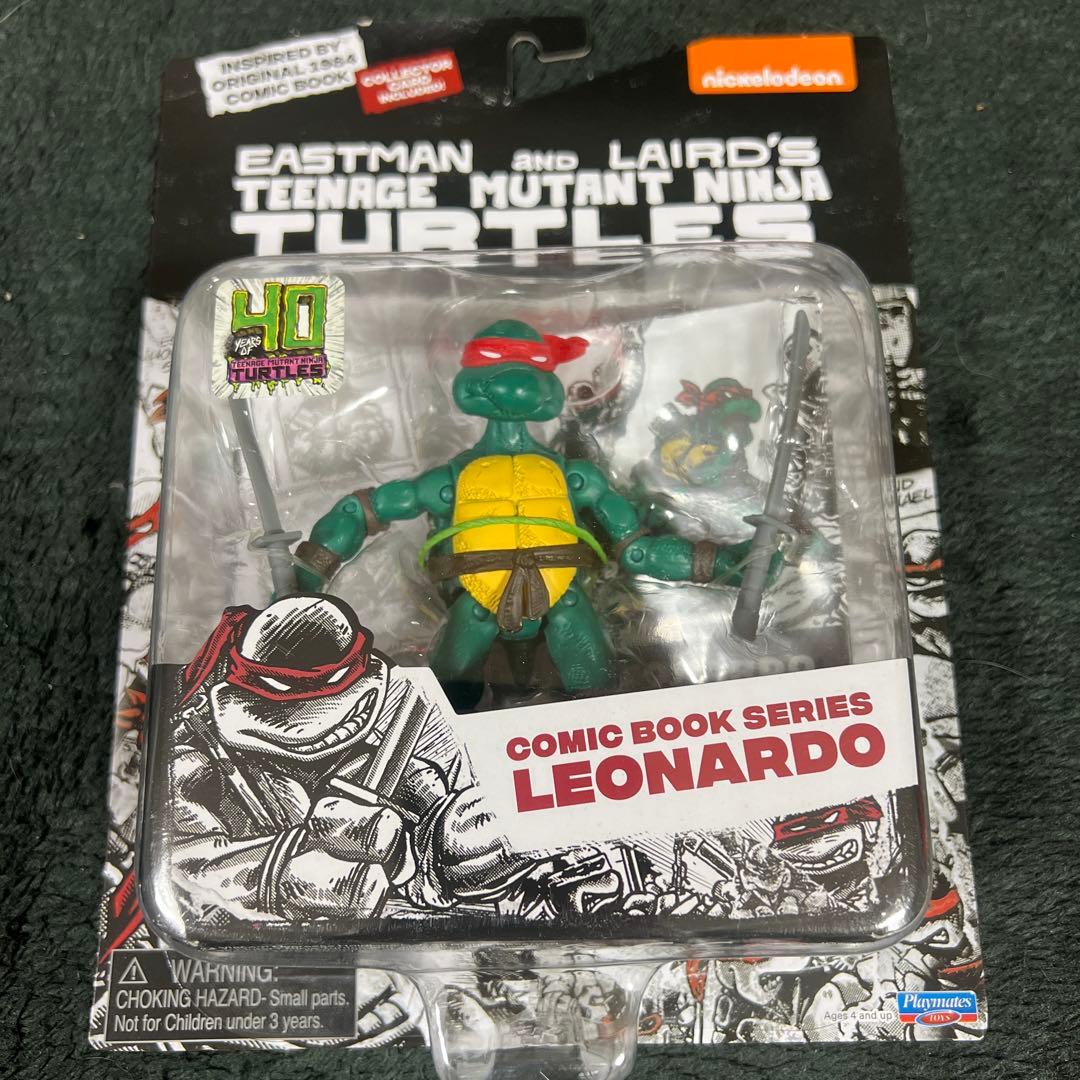 INSPIRED BY
ORIGINAL 1984
COMIC BOOK
COLLECTOR
CARD
INCLUDED!
nickelodeon
EASTMAN AND LAIRD'S
TEENAGE MUTANT NINJA
TURTLES
40
YEARS
OF
TEENAGE MUTANT NINJA
TURTLES
COMIC BOOK SERIES
LEONARDO
WARNING:
CHOKING HAZARD- Small parts.
Not for Children under 3 years.
Ages 4 and up
Playmates
TOYS